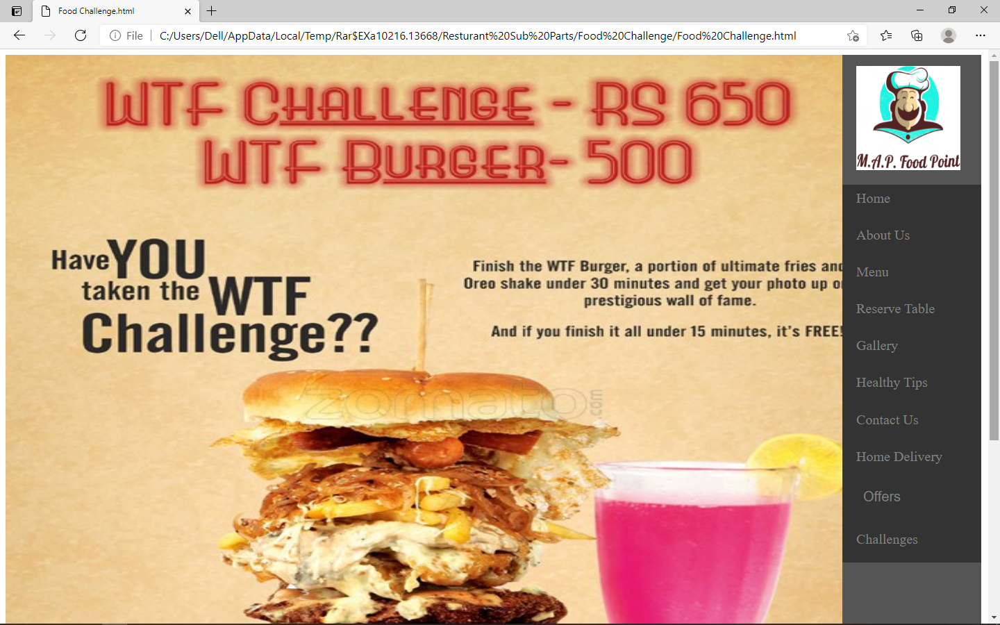 Food Challenge.html
File
C:/Users/Dell/AppData/Local/Temp/Rar$EXa10216.13668/Resturant%20Sub%20Parts/Food%20Challenge/Food%20Challenge.html
WTF Challenge - RS 650
WTF Burger- 500
Have YOU
taken the WTF
Challenge??
Finish the WTF Burger, a portion of ultimate fries and
Oreo shake under 30 minutes and get your photo up
prestigious wall of fame.
And if you finish it all under 15 minutes, it's FREE!
zomato.com
M.A.P. Food Point
Home
About Us
Menu
Reserve Table
Gallery
Healthy Tips
Contact Us
Home Delivery
Offers
Challenges